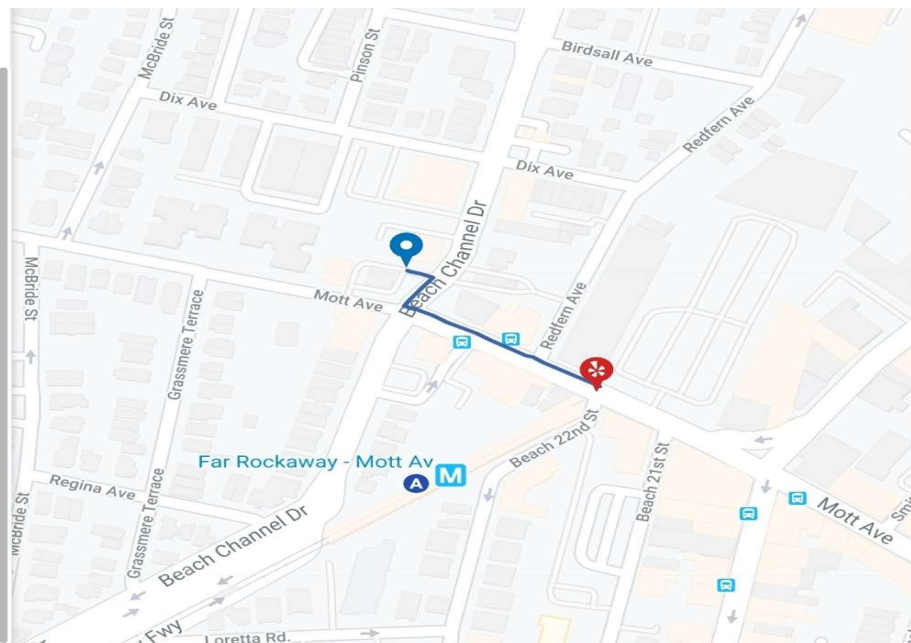 McBride St
Pinson St
Birdsall Ave
Dix Ave
Redfern Ave
Dix Ave
Beach Channel Dr
McBride St
Mott Ave
Grassmere Terrace
Redfern Ave
Far Rockaway - Mott Av
A
M
Beach 22nd St
Beach 21st St
Regina Ave
Mott Ave
McBride St
Grassmere Terrace
Beach Channel Dr
Fwy
Loretta Rd.